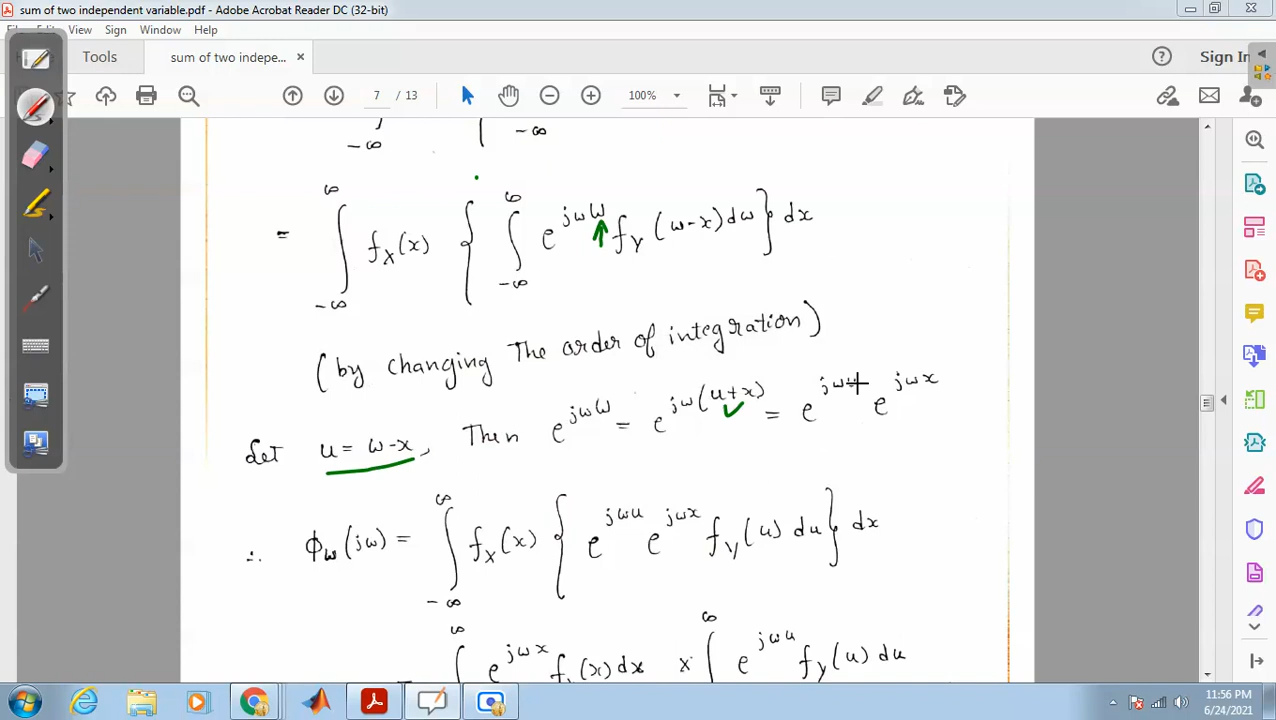 sum of two independent variable.pdf - Adobe Acrobat Reader DC (32-bit)
Edit View Sign Window Help
Tools sum of two indepe... × Sign In
7 / 13 100%
-∞ -∞
= ∫_{-∞}^{∞} f_X(x) { ∫_{-∞}^{∞} e^{jωW} f_Y(w-x) dw } dx
(by changing The order of integration)
Let u = w-x, Then e^{jωW} = e^{jω(u+x)} = e^{jωu} e^{jωx}
∴ ϕ_W(jω) = ∫_{-∞}^{∞} f_X(x) { e^{jωu} e^{jωx} f_Y(u) du } dx
= ∫^{∞} e^{jωx} f_X(x) dx × ∫^{∞} e^{jωu} f_Y(u) du
11:56 PM
6/24/2021